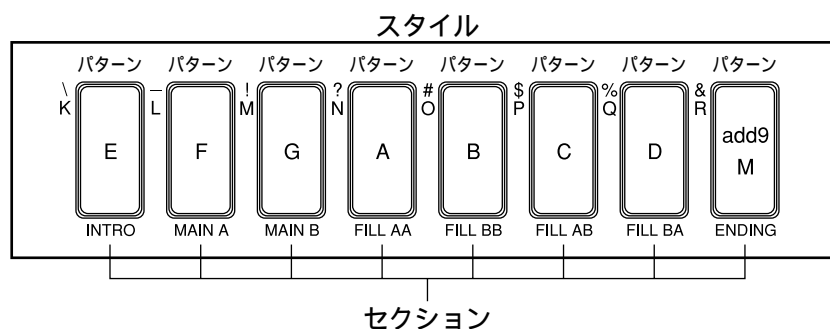 スタイル
パターン パターン パターン パターン パターン パターン パターン パターン
\ — ! ? # $ % &
K L M N O P Q R
E F G A B C D add9 M
INTRO MAIN A MAIN B FILL AA FILL BB FILL AB FILL BA ENDING
セクション